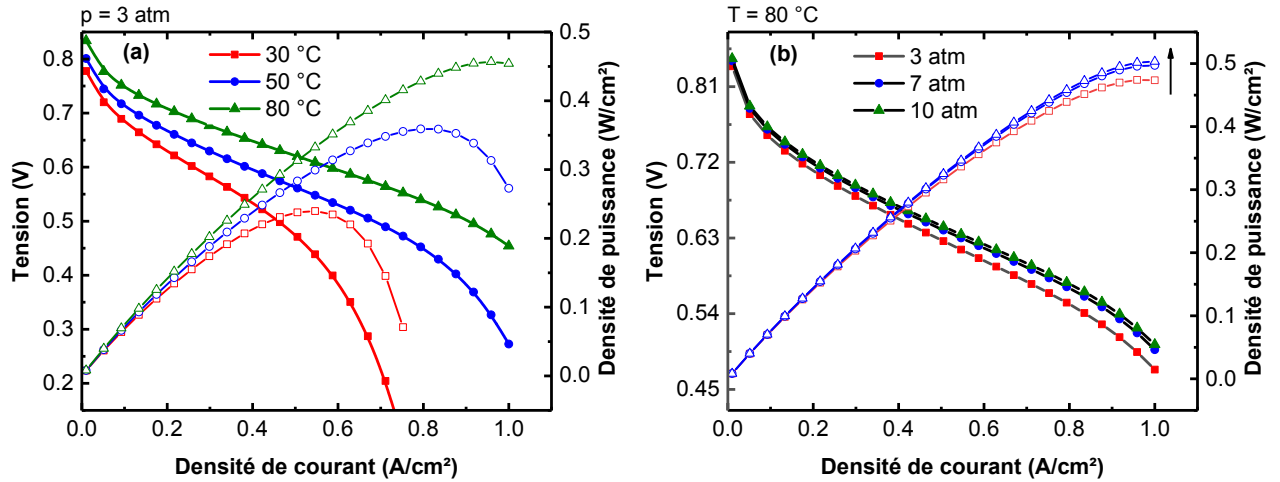 p = 3 atm
(a)
30 °C
50 °C
80 °C
Tension (V)
0.8
0.7
0.6
0.5
0.4
0.3
0.2
0.5
0.4
0.3
0.2
0.1
0.0
Densité de puissance (W/cm²)
0.0 0.2 0.4 0.6 0.8 1.0
Densité de courant (A/cm²)
T = 80 °C
(b)
3 atm
7 atm
10 atm
Tension (V)
0.81
0.72
0.63
0.54
0.45
0.5
0.4
0.3
0.2
0.1
0.0
Densité de puissance (W/cm²)
0.0 0.2 0.4 0.6 0.8 1.0
Densité de courant (A/cm²)